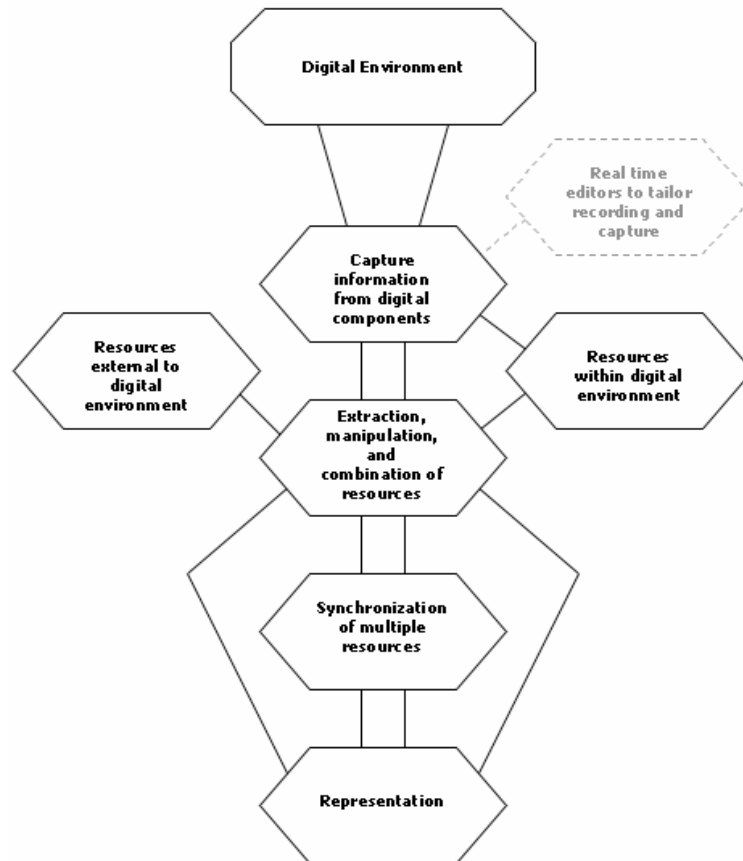 Digital Environment
Real time
editors to tailor
recording and
capture
Capture
information
from digital
components
Resources
external to
digital
environment
Resources
within digital
environment
Extraction,
manipulation,
and
combination of
resources
Synchronization
of multiple
resources
Representation